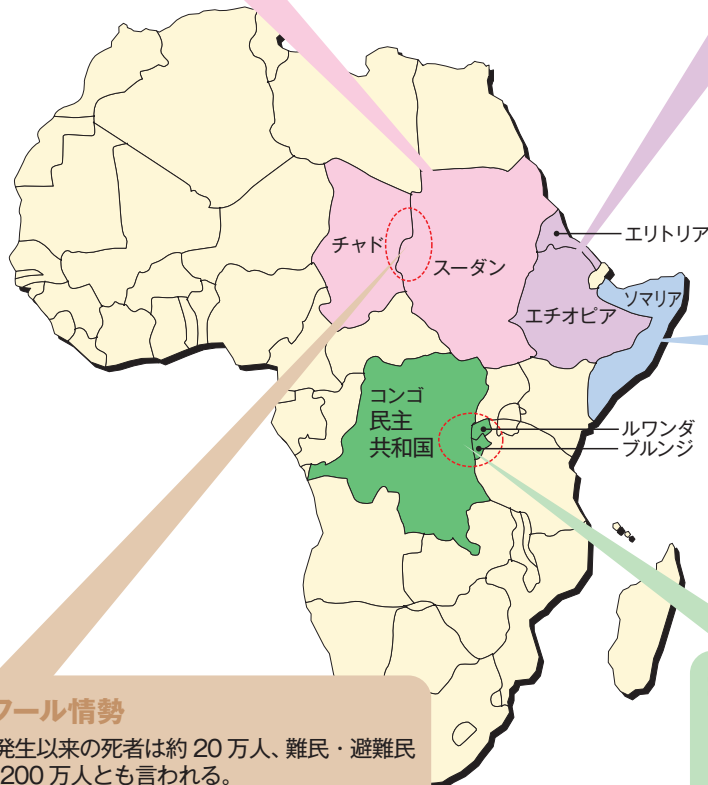 エリトリア
チャド
スーダン
ソマリア
エチオピア
コンゴ
民主
共和国
ルワンダ
ブルンジ
フール情勢
発生以来の死者は約 20 万人、難民・避難民
200 万人とも言われる。